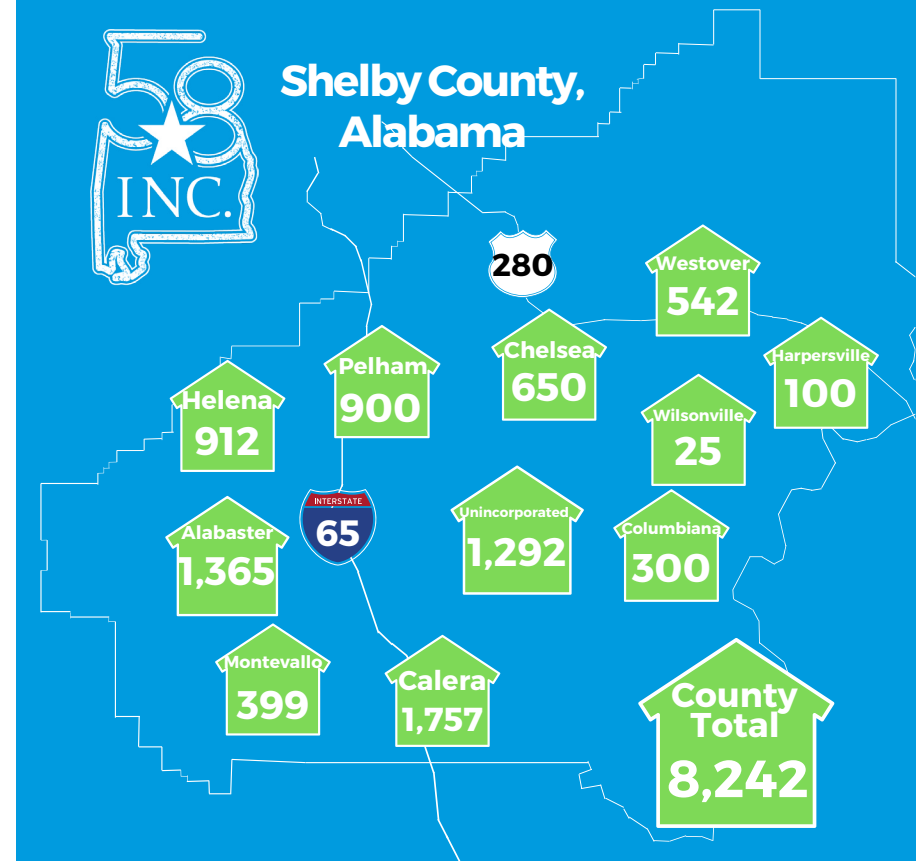 58
INC.
Shelby County,
Alabama
280
Westover
542
Harpersville
100
Chelsea
650
Pelham
900
Helena
912
Wilsonville
25
INTERSTATE
65
Unincorporated
1,292
Columbiana
300
Alabaster
1,365
Montevallo
399
Calera
1,757
County
Total
8,242